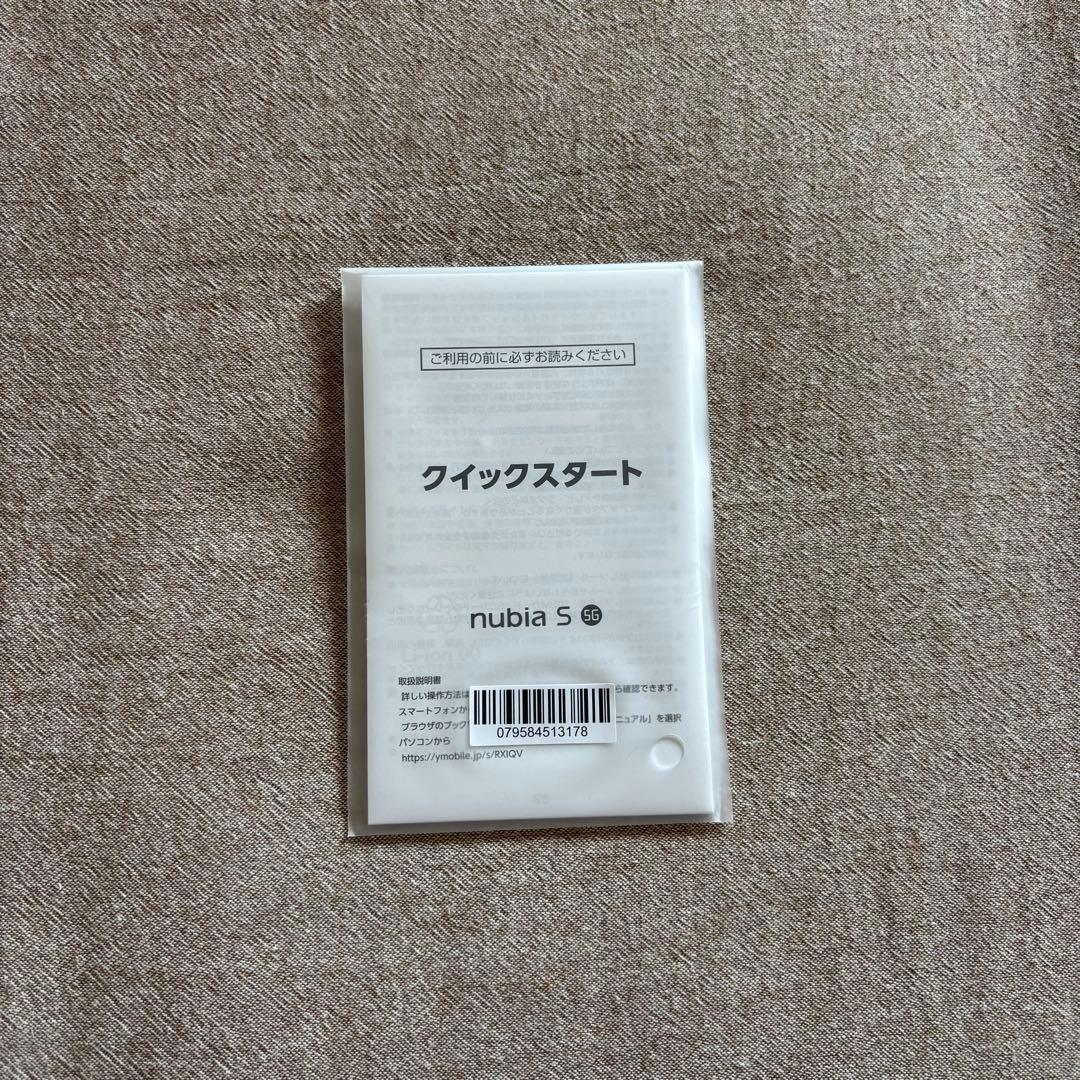 ご利用の前に必ずお読みください
クイックスタート
nubia S 5G
取扱説明書
詳しい操作方法は ら確認できます。
スマートフォンか
ブラウザのブック ニュアル」を選択
パソコンから
https://ymobile.jp/s/RXIQV
079584513178